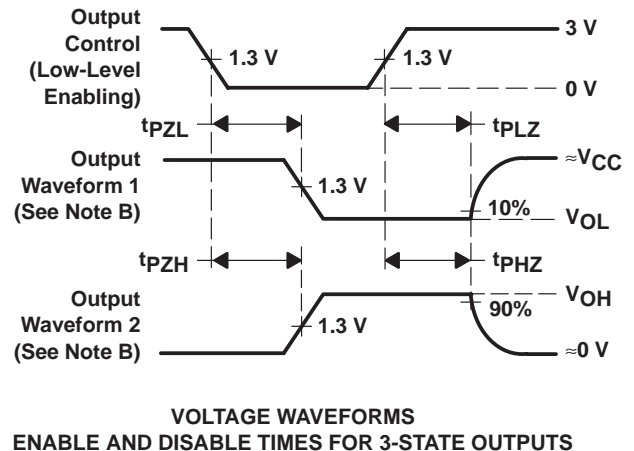 Output
Control
(Low-Level
Enabling)
1.3 V
1.3 V
3 V
0 V
tPZL
tPLZ
Output
Waveform 1
(See Note B)
1.3 V
10%
≈VCC
VOL
tPZH
tPHZ
Output
Waveform 2
(See Note B)
1.3 V
90%
VOH
≈0 V
VOLTAGE WAVEFORMS
ENABLE AND DISABLE TIMES FOR 3-STATE OUTPUTS